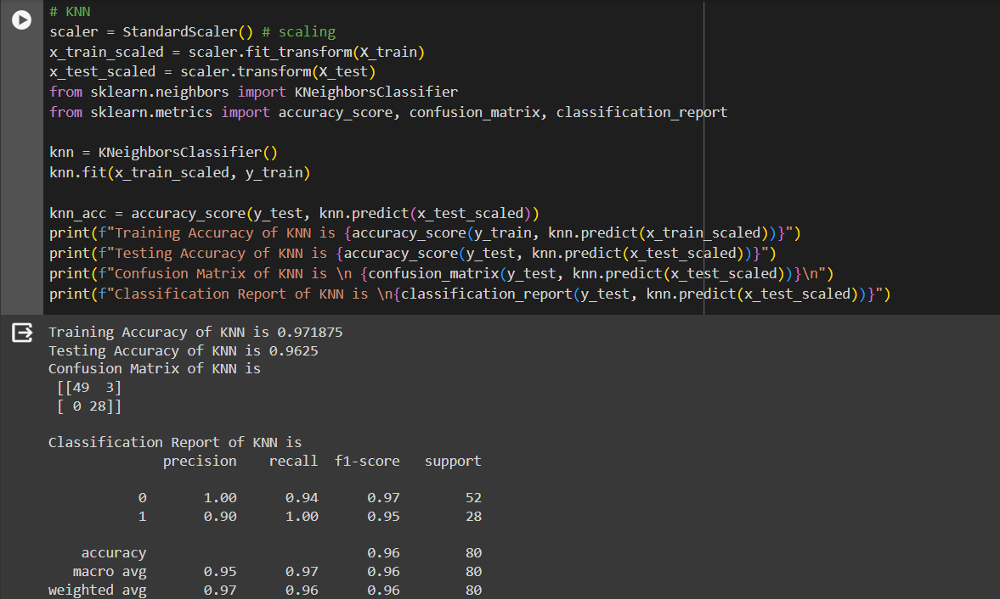 # KNN
scaler = StandardScaler() # scaling
x_train_scaled = scaler.fit_transform(X_train)
x_test_scaled = scaler.transform(X_test)
from sklearn.neighbors import KNeighborsClassifier
from sklearn.metrics import accuracy_score, confusion_matrix, classification_report

knn = KNeighborsClassifier()
knn.fit(x_train_scaled, y_train)

knn_acc = accuracy_score(y_test, knn.predict(x_test_scaled))
print(f"Training Accuracy of KNN is {accuracy_score(y_train, knn.predict(x_train_scaled))}")
print(f"Testing Accuracy of KNN is {accuracy_score(y_test, knn.predict(x_test_scaled))}")
print(f"Confusion Matrix of KNN is \n {confusion_matrix(y_test, knn.predict(x_test_scaled))}\n")
print(f"Classification Report of KNN is \n{classification_report(y_test, knn.predict(x_test_scaled))}")

Training Accuracy of KNN is 0.971875
Testing Accuracy of KNN is 0.9625
Confusion Matrix of KNN is
 [[49  3]
 [ 0 28]]

Classification Report of KNN is
              precision    recall  f1-score   support

           0       1.00      0.94      0.97        52
           1       0.90      1.00      0.95        28

    accuracy                           0.96        80
   macro avg       0.95      0.97      0.96        80
weighted avg       0.97      0.96      0.96        80